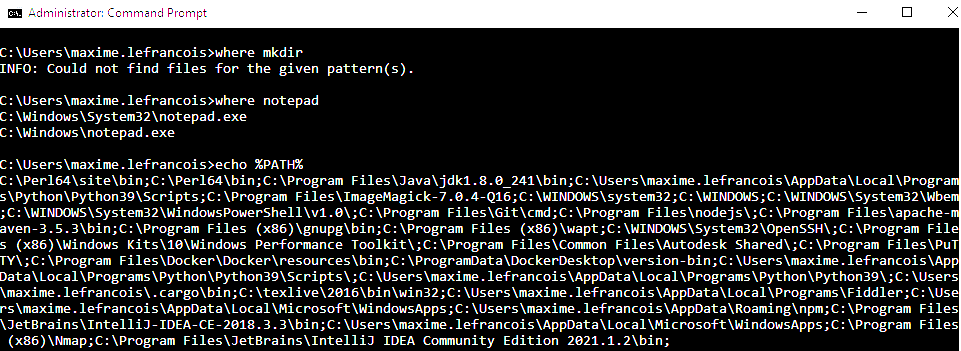 Administrator: Command Prompt
C:\Users\maxime.lefrancois>where mkdir
INFO: Could not find files for the given pattern(s).
C:\Users\maxime.lefrancois>where notepad
C:\Windows\System32\notepad.exe
C:\Windows\notepad.exe
C:\Users\maxime.lefrancois>echo %PATH%
C:\Perl64\site\bin;C:\Perl64\bin;C:\Program Files\Java\jdk1.8.0_241\bin;C:\Users\maxime.lefrancois\AppData\Local\Program
s\Python\Python39\Scripts;C:\Program Files\ImageMagick-7.0.4-Q16;C:\WINDOWS\system32;C:\WINDOWS;C:\WINDOWS\System32\Wbem
;C:\WINDOWS\System32\WindowsPowerShell\v1.0\;C:\Program Files\Git\cmd;C:\Program Files\nodejs\;C:\Program Files\apache-m
aven-3.5.3\bin;C:\Program Files (x86)\gnupg\bin;C:\Program Files (x86)\wapt;C:\WINDOWS\System32\OpenSSH\;C:\Program File
s (x86)\Windows Kits\10\Windows Performance Toolkit\;C:\Program Files\Common Files\Autodesk Shared\;C:\Program Files\PuT
TY\;C:\Program Files\Docker\Docker\resources\bin;C:\ProgramData\DockerDesktop\version-bin;C:\Users\maxime.lefrancois\App
Data\Local\Programs\Python\Python39\Scripts\;C:\Users\maxime.lefrancois\AppData\Local\Programs\Python\Python39\;C:\Users
\maxime.lefrancois\.cargo\bin;C:\texlive\2016\bin\win32;C:\Users\maxime.lefrancois\AppData\Local\Programs\Fiddler;C:\Use
rs\maxime.lefrancois\AppData\Local\Microsoft\WindowsApps;C:\Users\maxime.lefrancois\AppData\Roaming\npm;C:\Program Files
\JetBrains\IntelliJ-IDEA-CE-2018.3.3\bin;C:\Users\maxime.lefrancois\AppData\Local\Microsoft\WindowsApps;C:\Program Files
 (x86)\Nmap;C:\Program Files\JetBrains\IntelliJ IDEA Community Edition 2021.1.2\bin;